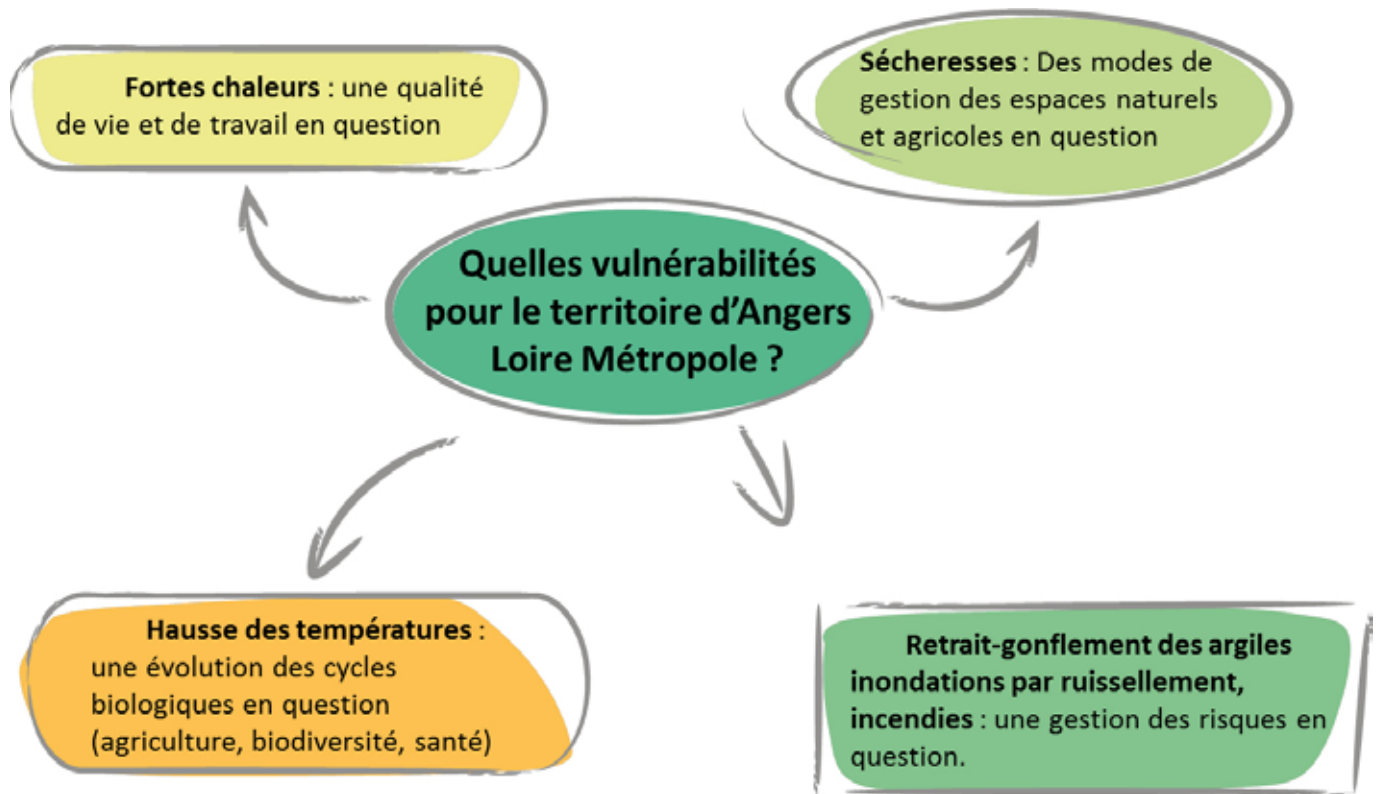 Fortes chaleurs : une qualité
de vie et de travail en question
Sécheresses : Des modes de
gestion des espaces naturels
et agricoles en question
Quelles vulnérabilités
pour le territoire d’Angers
Loire Métropole ?
Hausse des températures :
une évolution des cycles
biologiques en question
(agriculture, biodiversité, santé)
Retrait-gonflement des argiles
inondations par ruissellement,
incendies : une gestion des risques en
question.